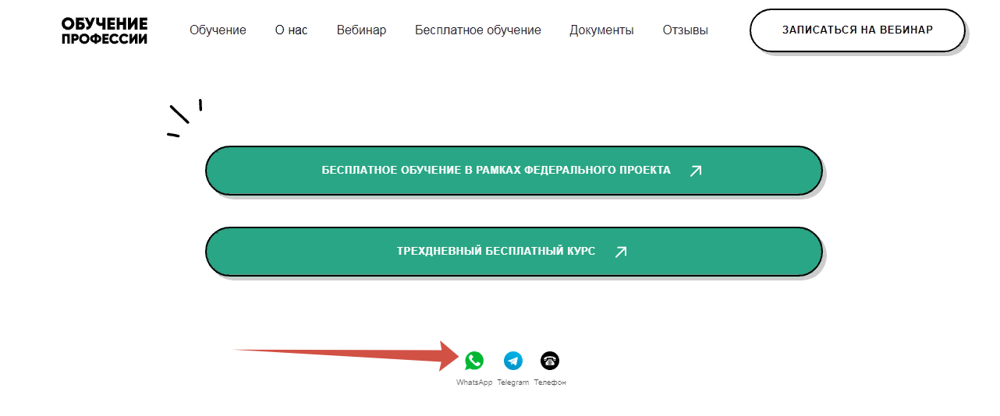 ОБУЧЕНИЕ
ПРОФЕССИИ
Обучение
О нас
Вебинар
Бесплатное обучение
Документы
Отзывы
ЗАПИСАТЬСЯ НА ВЕБИНАР
БЕСПЛАТНОЕ ОБУЧЕНИЕ В РАМКАХ ФЕДЕРАЛЬНОГО ПРОЕКТА
ТРЕХДНЕВНЫЙ БЕСПЛАТНЫЙ КУРС
WhatsApp
Telegram
Телефон